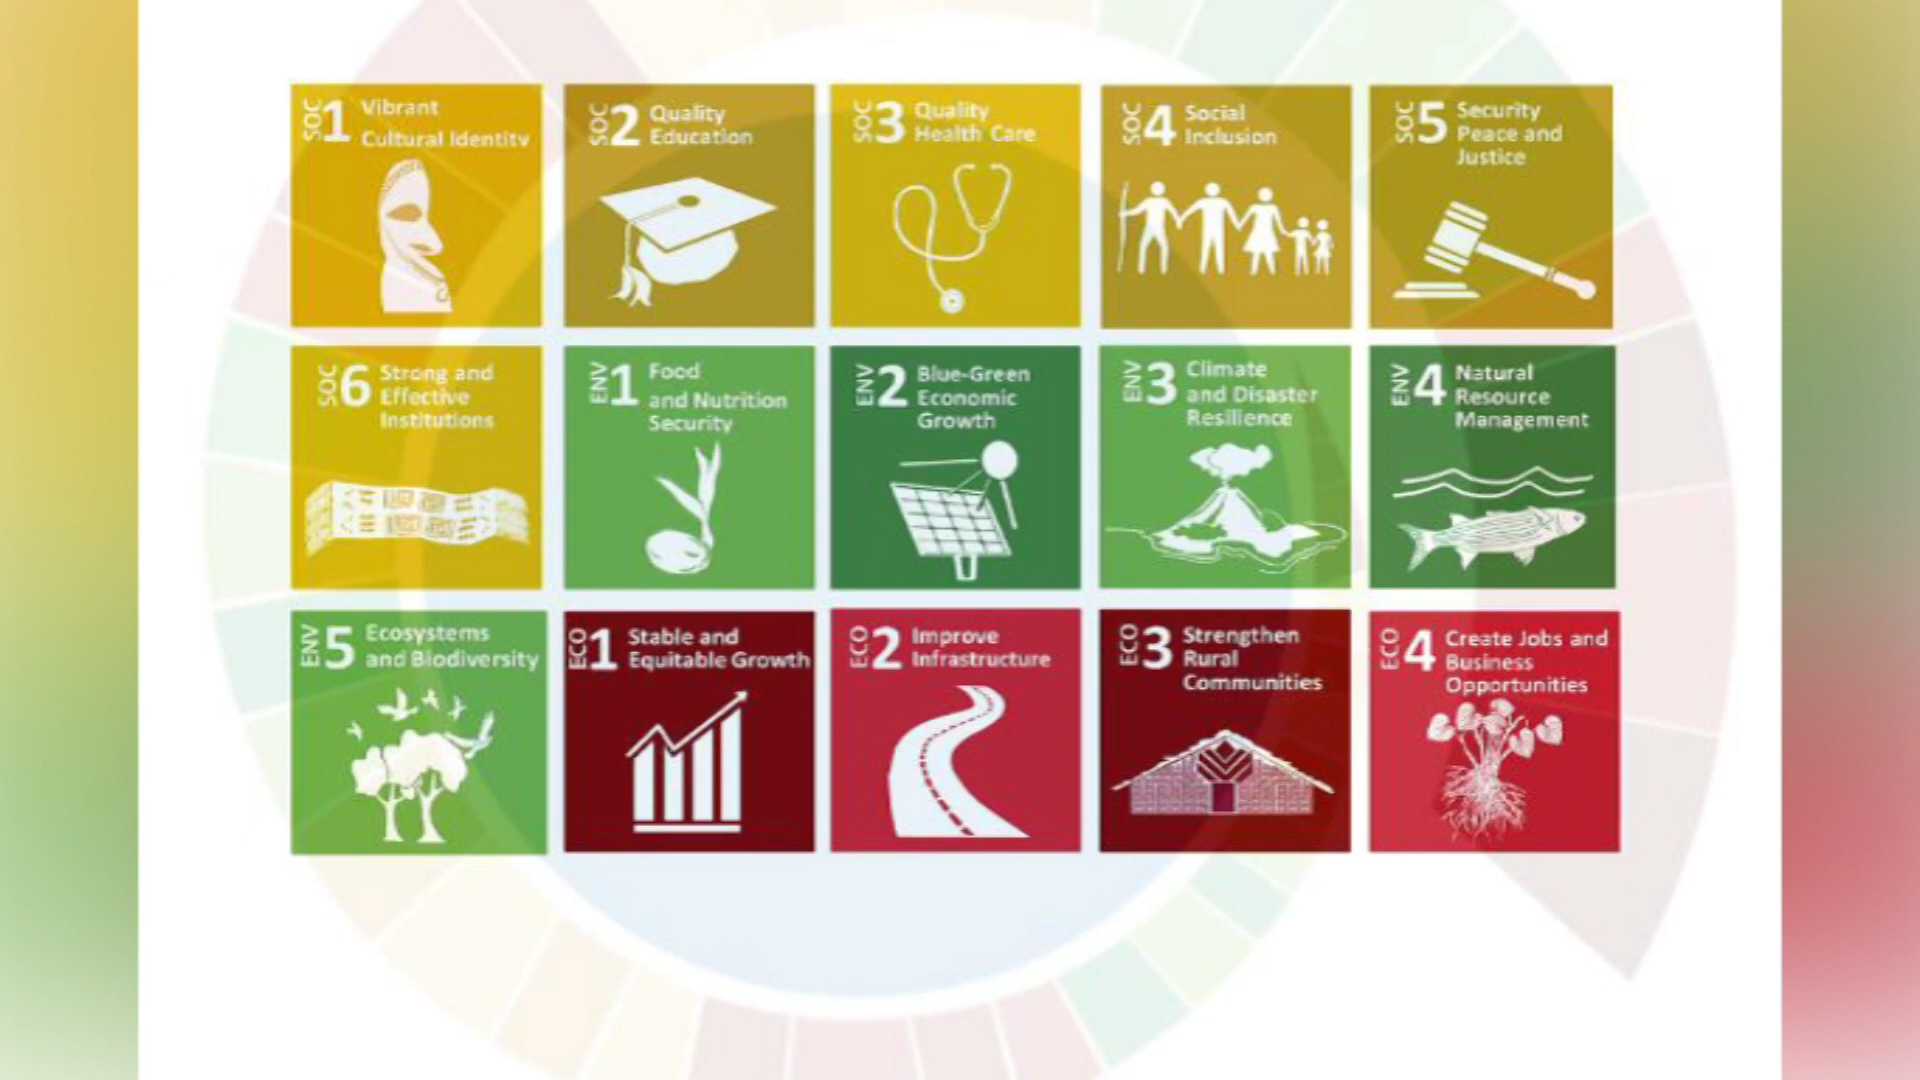 SOC 1 Vibrant
Cultural Identity
SOC 2 Quality
Education
SOC 3 Quality
Health Care
SOC 4 Social
Inclusion
SOC 5 Security
Peace and
Justice
SOC 6 Strong and
Effective
Institutions
ENV 1 Food
and Nutrition
Security
ENV 2 Blue-Green
Economic
Growth
ENV 3 Climate
and Disaster
Resilience
ENV 4 Natural
Resource
Management
ENV 5 Ecosystems
and Biodiversity
ECO 1 Stable and
Equitable Growth
ECO 2 Improve
Infrastructure
ECO 3 Strengthen
Rural
Communities
ECO 4 Create Jobs and
Business
Opportunities